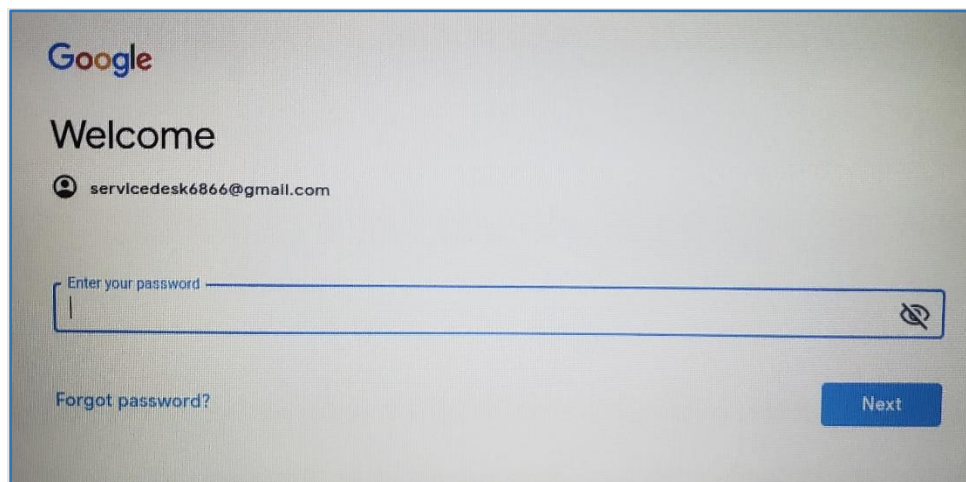 Google
Welcome
servicedesk6866@gmail.com
Enter your password
Forgot password?
Next